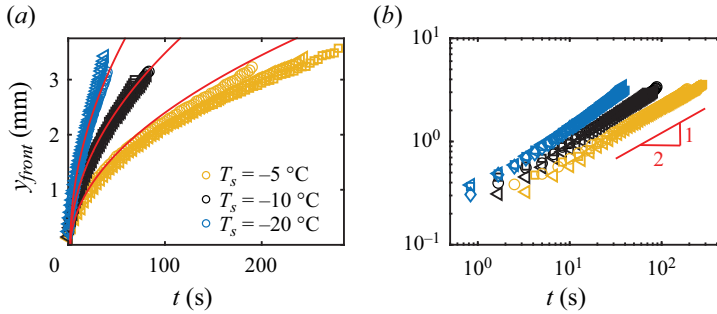 (a)
(b)
y_front (mm)
3
2
1
0
100
200
t (s)
T_s = –5 °C
T_s = –10 °C
T_s = –20 °C
10^1
10^0
10^–1
10^0
10^1
10^2
t (s)
1
2